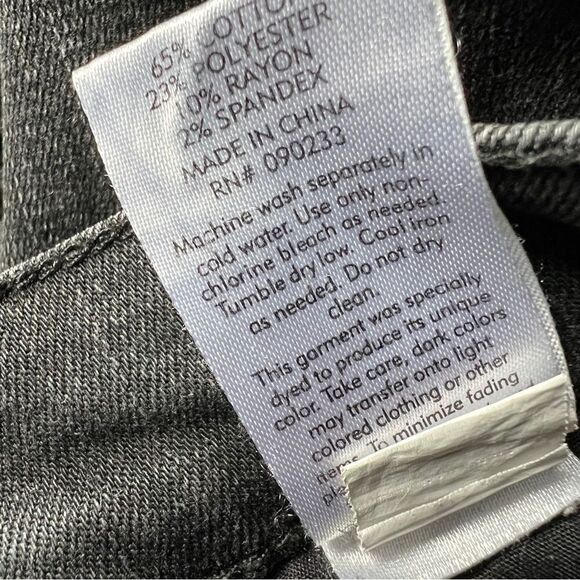 65% COTTON
23% POLYESTER
10% RAYON
2% SPANDEX
MADE IN CHINA
RN# 090233
Machine wash separately in
cold water. Use only non-
chlorine bleach as needed.
Tumble dry low. Cool iron
as needed. Do not dry
clean.
This garment was specially
dyed to produce its unique
color. Take care, dark colors
may transfer onto light
colored clothing or other
items. To minimize fading